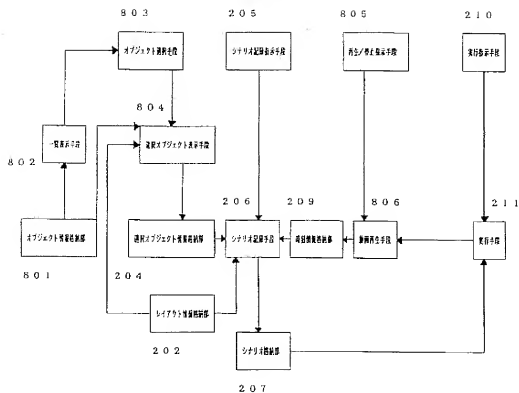 803
オブジェクト選択手段
205
シナリオ記録指示手段
805
再生/停止指示手段
210
実行指示手段
804
選択オブジェクト表示手段
802
一覧表示手段
オブジェクト情報格納部
801
204
選択オブジェクト情報格納部
206
シナリオ記録手段
209
時刻情報格納部
806
動画再生手段
211
実行手段
レイアウト情報格納部
202
シナリオ格納部
207